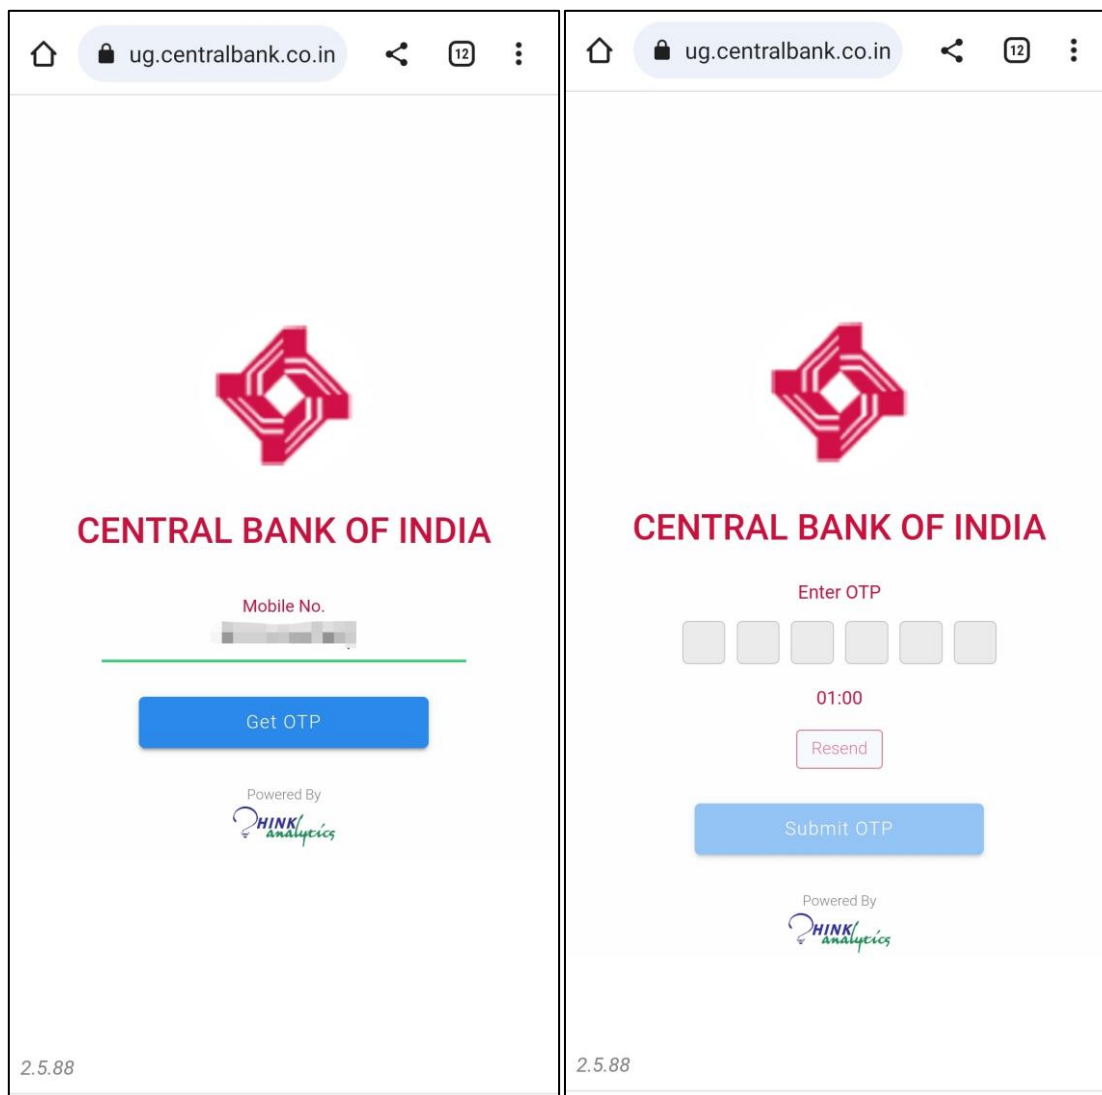 ug.centralbank.co.in
12
CENTRAL BANK OF INDIA
Mobile No.
Get OTP
Powered By
THINK
analytics
2.5.88
ug.centralbank.co.in
12
CENTRAL BANK OF INDIA
Enter OTP
01:00
Resend
Submit OTP
Powered By
THINK
analytics
2.5.88